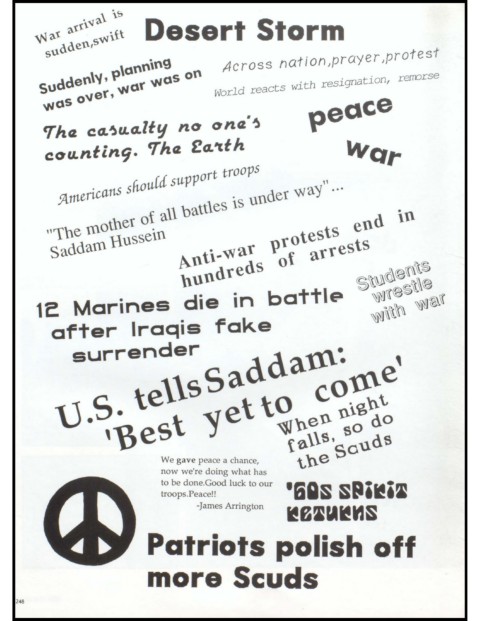 War arrival is
sudden,swift
Desert Storm
Suddenly, planning
was over, war was on
Across nation,prayer,protest
World reacts with resignation, remorse
peace
war
The casualty no one's
counting. The Earth
Americans should support troops
"The mother of all battles is under way"...
Saddam Hussein
Anti-war protests end in
hundreds of arrests
Students
wrestle
with war
12 Marines die in battle
after Iraqis fake
surrender
U.S. tells Saddam:
'Best yet to come'
When night
falls, so do
the Scuds
We gave peace a chance,
now we're doing what has
to be done.Good luck to our
troops.Peace!!
-James Arrington
'60s SPIRIT
RETURNS
Patriots polish off
more Scuds
246